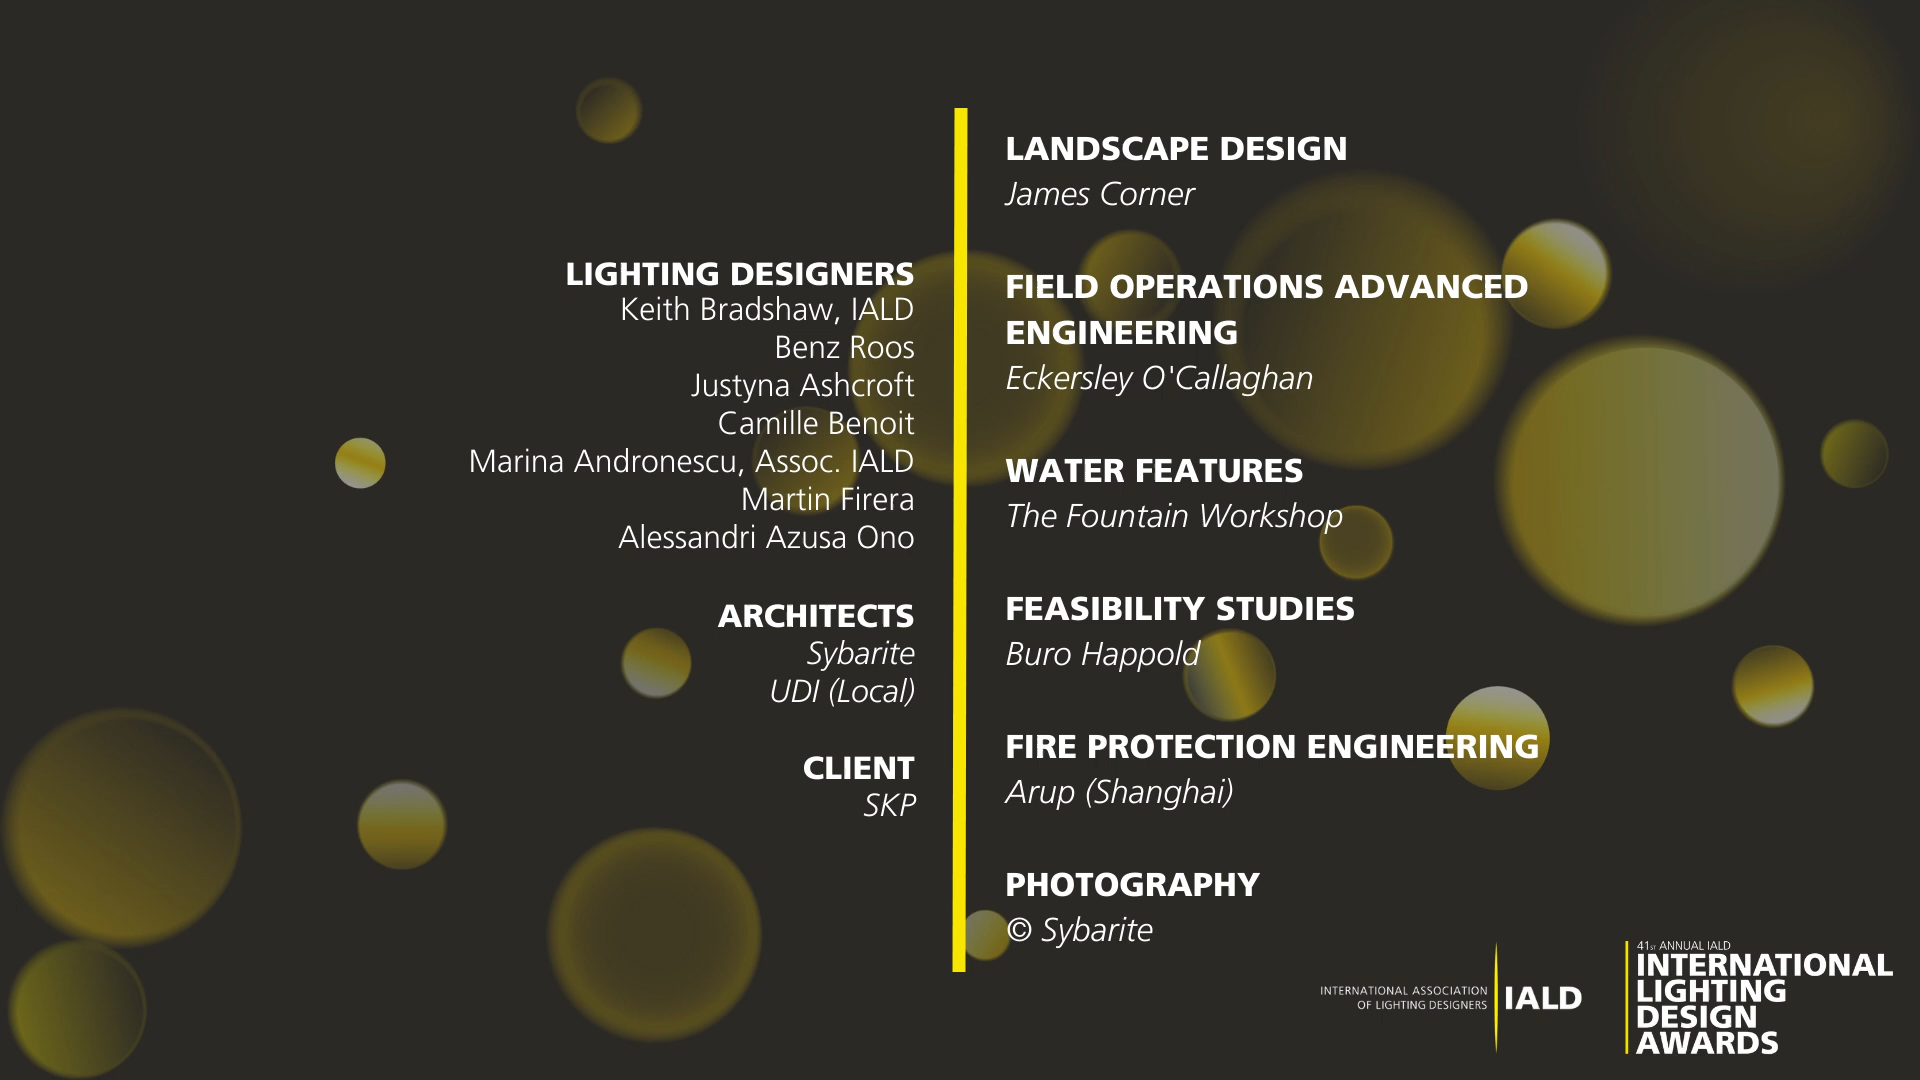 LIGHTING DESIGNERS
Keith Bradshaw, IALD
Benz Roos
Justyna Ashcroft
Camille Benoit
Marina Andronescu, Assoc. IALD
Martin Firera
Alessandri Azusa Ono
ARCHITECTS
Sybarite
UDI (Local)
CLIENT
SKP
LANDSCAPE DESIGN
James Corner
FIELD OPERATIONS ADVANCED
ENGINEERING
Eckersley O'Callaghan
WATER FEATURES
The Fountain Workshop
FEASIBILITY STUDIES
Buro Happold
FIRE PROTECTION ENGINEERING
Arup (Shanghai)
PHOTOGRAPHY
© Sybarite
INTERNATIONAL ASSOCIATION
OF LIGHTING DESIGNERS
IALD
41ST ANNUAL IALD
INTERNATIONAL
LIGHTING
DESIGN
AWARDS